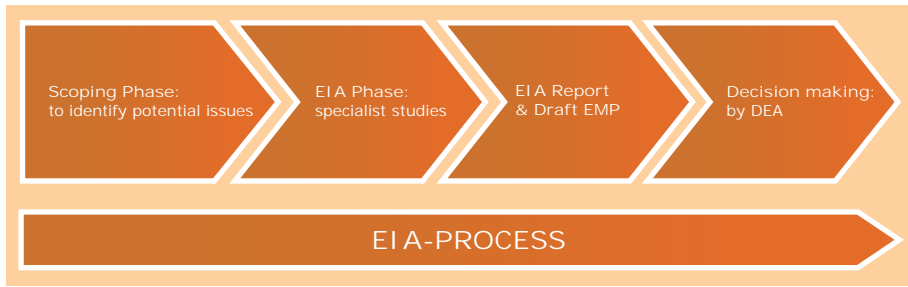 Scoping Phase:
to identify potential issues
EIA Phase:
specialist studies
EIA Report
& Draft EMP
Decision making:
by DEA
EIA-PROCESS